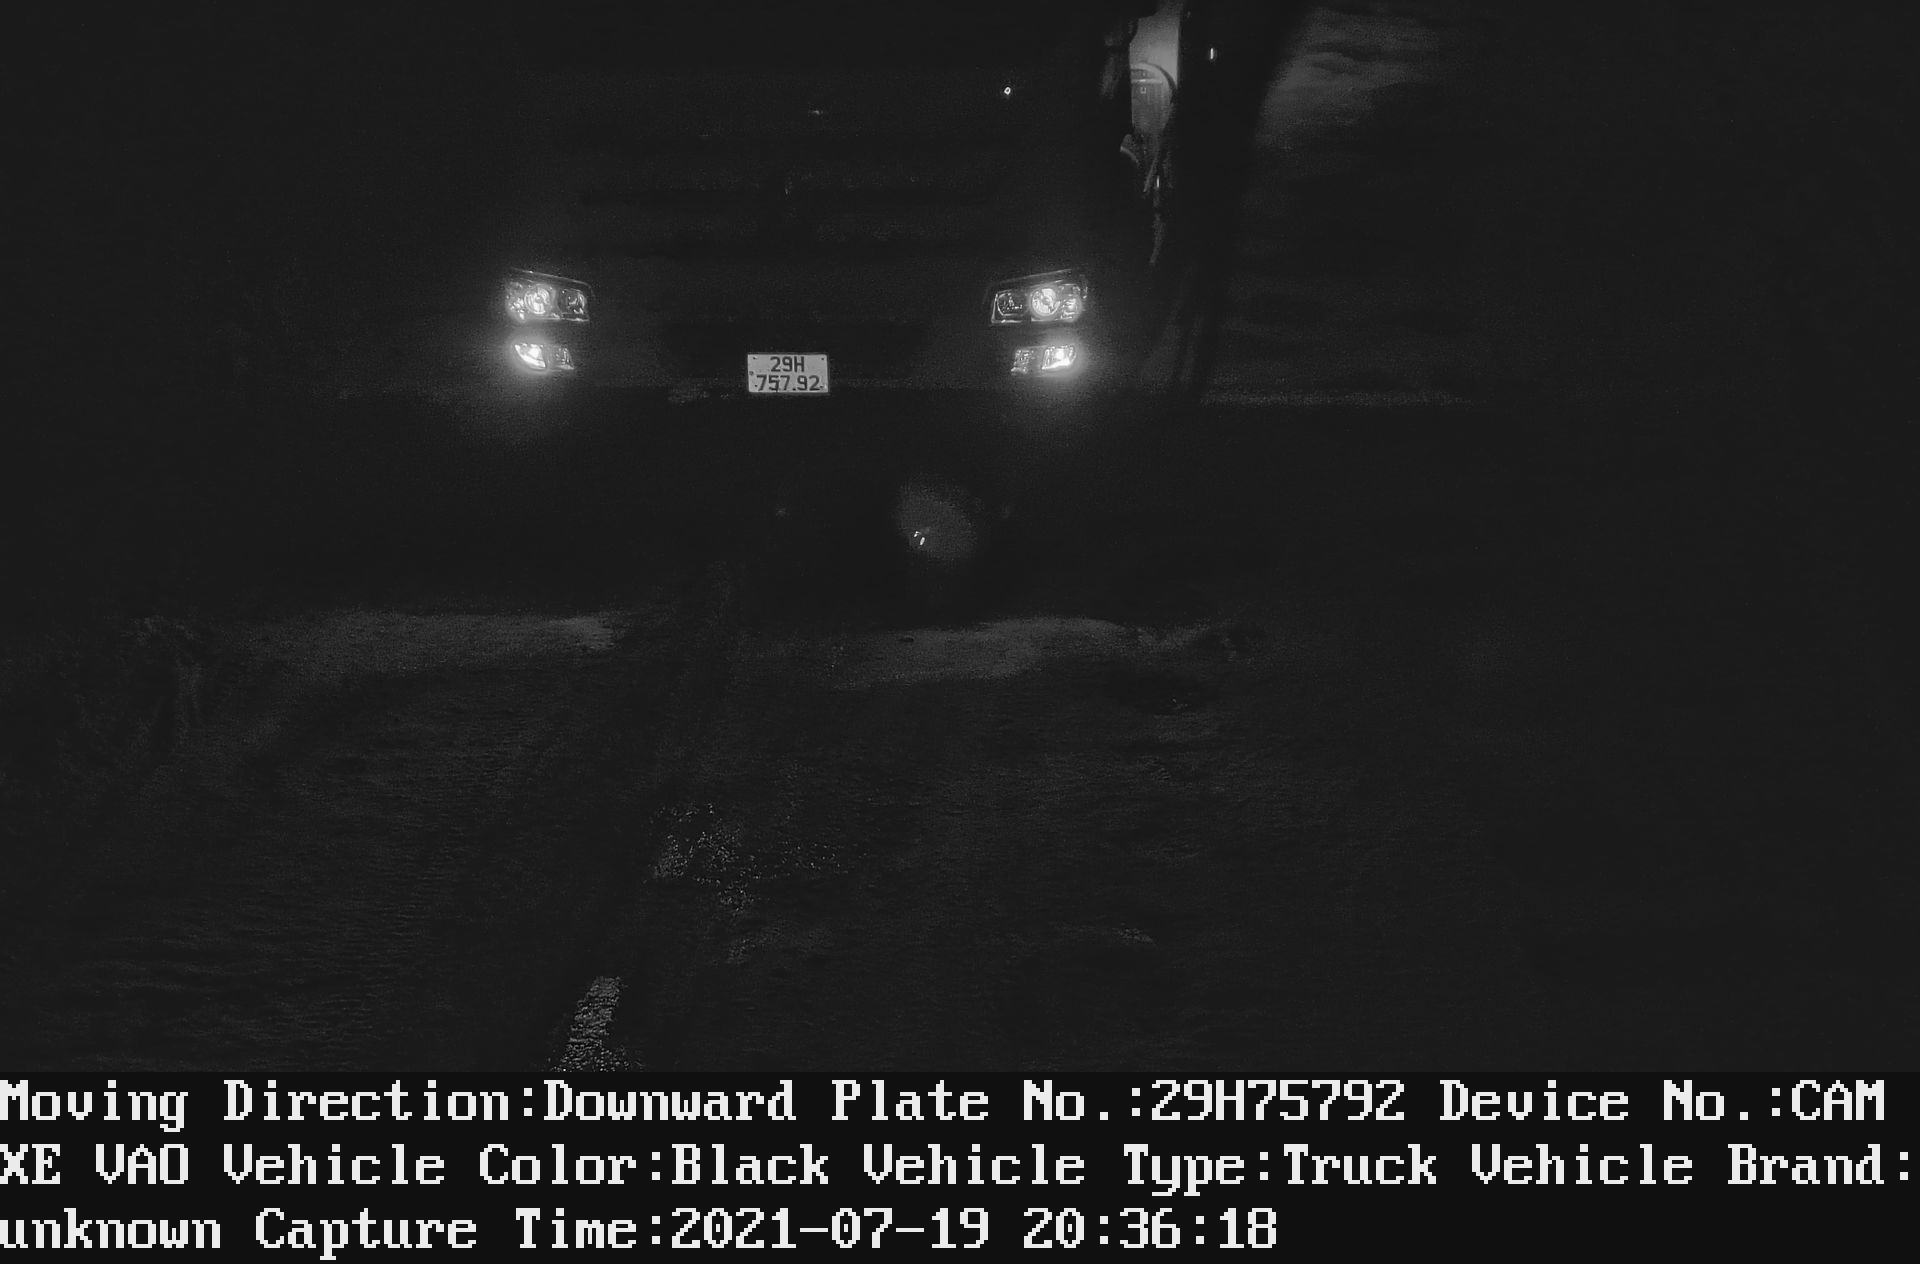 29H
757.92
Moving Direction:Downward Plate No.:29H75792 Device No.:CAM
XE VAO Vehicle Color:Black Vehicle Type:Truck Vehicle Brand:
unknown Capture Time:2021-07-19 20:36:18